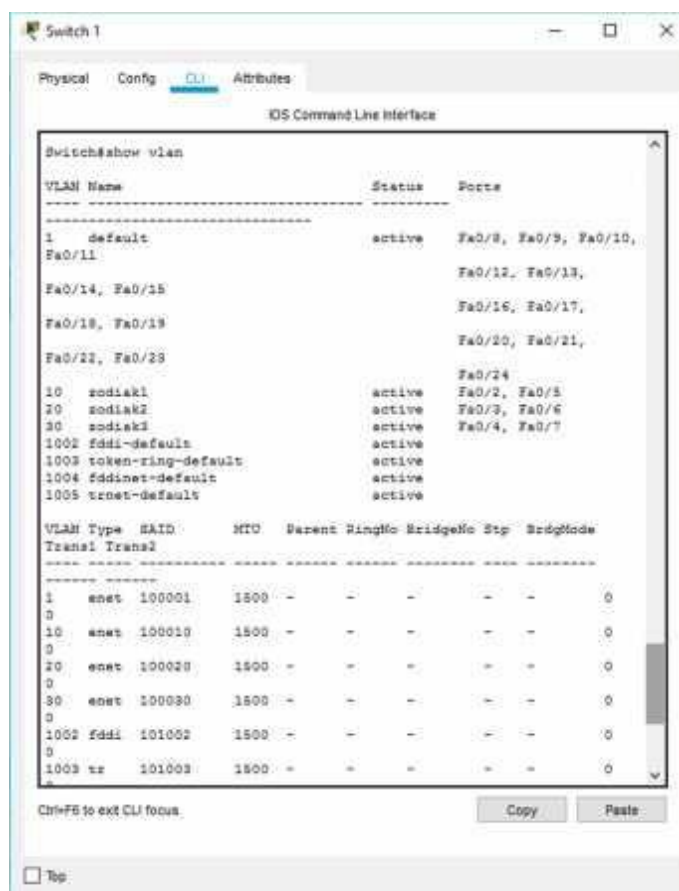 Switch 1
Physical Config CLI Attributes
IOS Command Line Interface
Switch#show vlan
VLAN Name Status Ports
---- -------------------------------- --------- -------------------------------
1 default active Fa0/8, Fa0/9, Fa0/10,
Fa0/11
Fa0/12, Fa0/13,
Fa0/14, Fa0/15
Fa0/16, Fa0/17,
Fa0/18, Fa0/19
Fa0/20, Fa0/21,
Fa0/22, Fa0/23
Fa0/24
10 zodiak1 active Fa0/2, Fa0/5
20 zodiak2 active Fa0/3, Fa0/6
30 zodiak3 active Fa0/4, Fa0/7
1002 fddi-default active
1003 token-ring-default active
1004 fddinet-default active
1005 trnet-default active
VLAN Type SAID MTU Parent RingNo BridgeNo Stp BrdgMode
Trans1 Trans2
---- ----- ---------- ----- ------ ------ -------- ---- --------
------ ------
1 enet 100001 1500 - - - - - 0
0
10 enet 100010 1500 - - - - - 0
0
20 enet 100020 1500 - - - - - 0
0
30 enet 100030 1500 - - - - - 0
0
1002 fddi 101002 1500 - - - - - 0
0
1003 tr 101003 1500 - - - - - 0
Ctrl+F6 to exit CLI focus
Copy Paste
Top